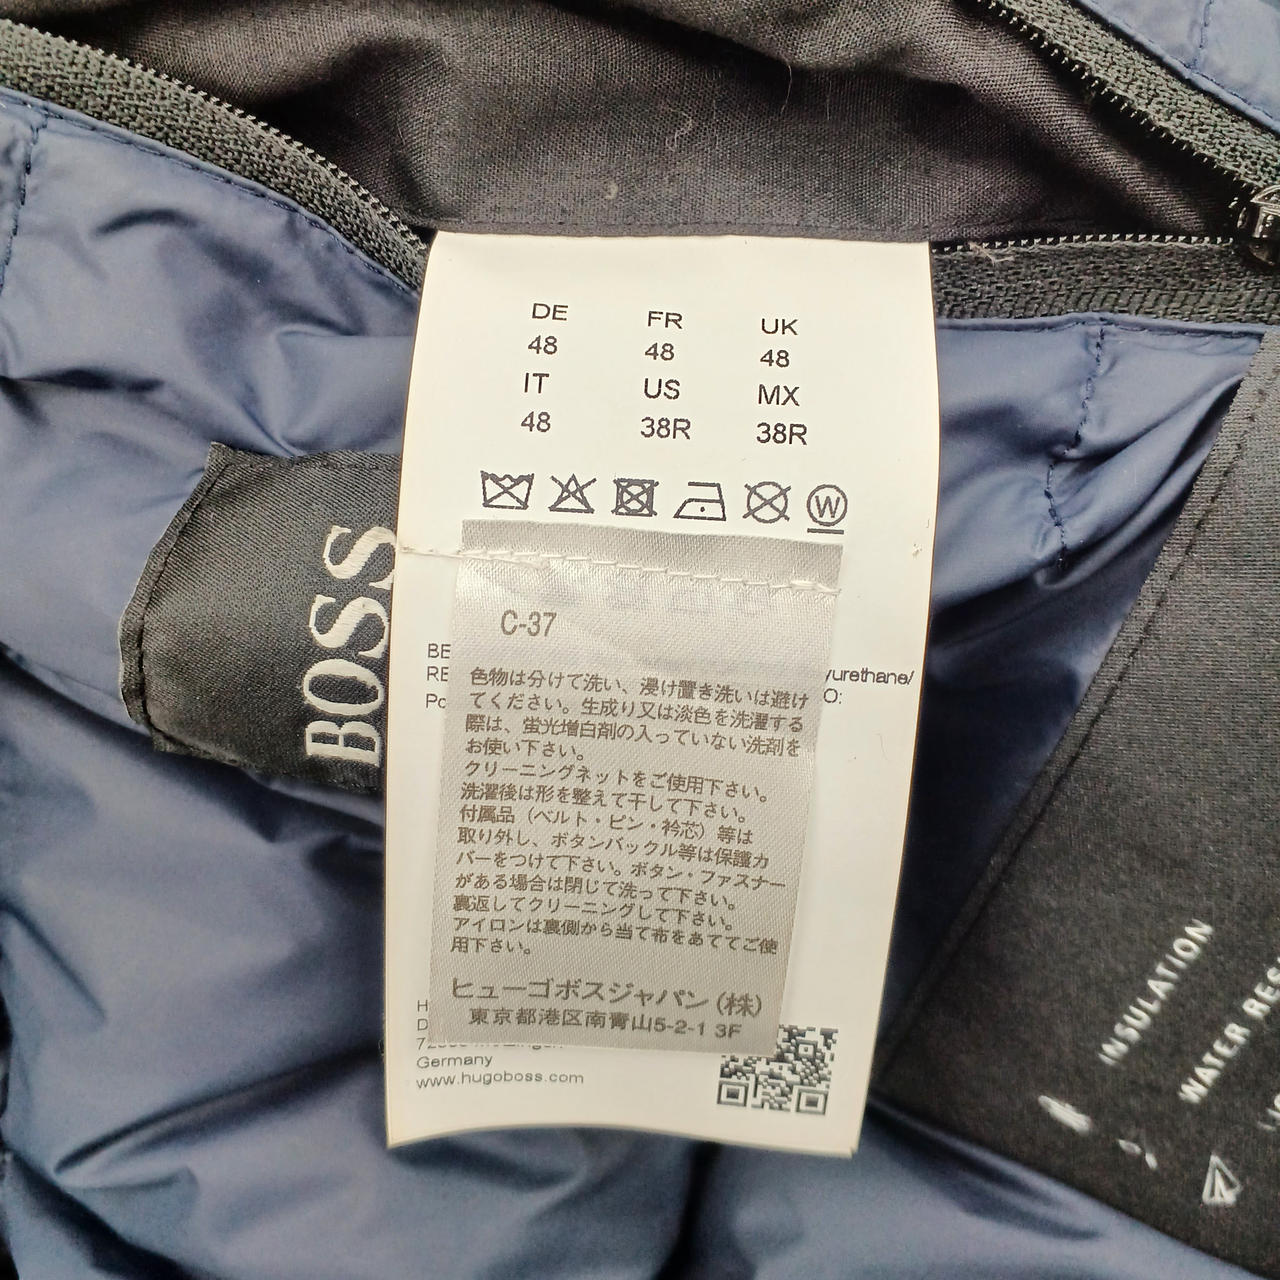 DE FR UK
48 48 48
IT US MX
48 38R 38R
W
BOSS
C-37
yurethane/
O:
色物は分けて洗い、浸け置き洗いは避け
てください。生成り又は淡色を洗濯する
際は、蛍光増白剤の入っていない洗剤を
お使い下さい。
クリーニングネットをご使用下さい。
洗濯後は形を整えて干して下さい。
付属品（ベルト・ピン・衿芯）等は
取り外し、ボタンバックル等は保護カ
バーをつけて下さい。ボタン・ファスナー
がある場合は閉じて洗って下さい。
裏返してクリーニングして下さい。
アイロンは裏側から当て布をあててご使
用下さい。
ヒューゴボスジャパン（株）
東京都港区南青山5-2-1 3F
Germany
www.hugoboss.com
INSULATION
WATER RES